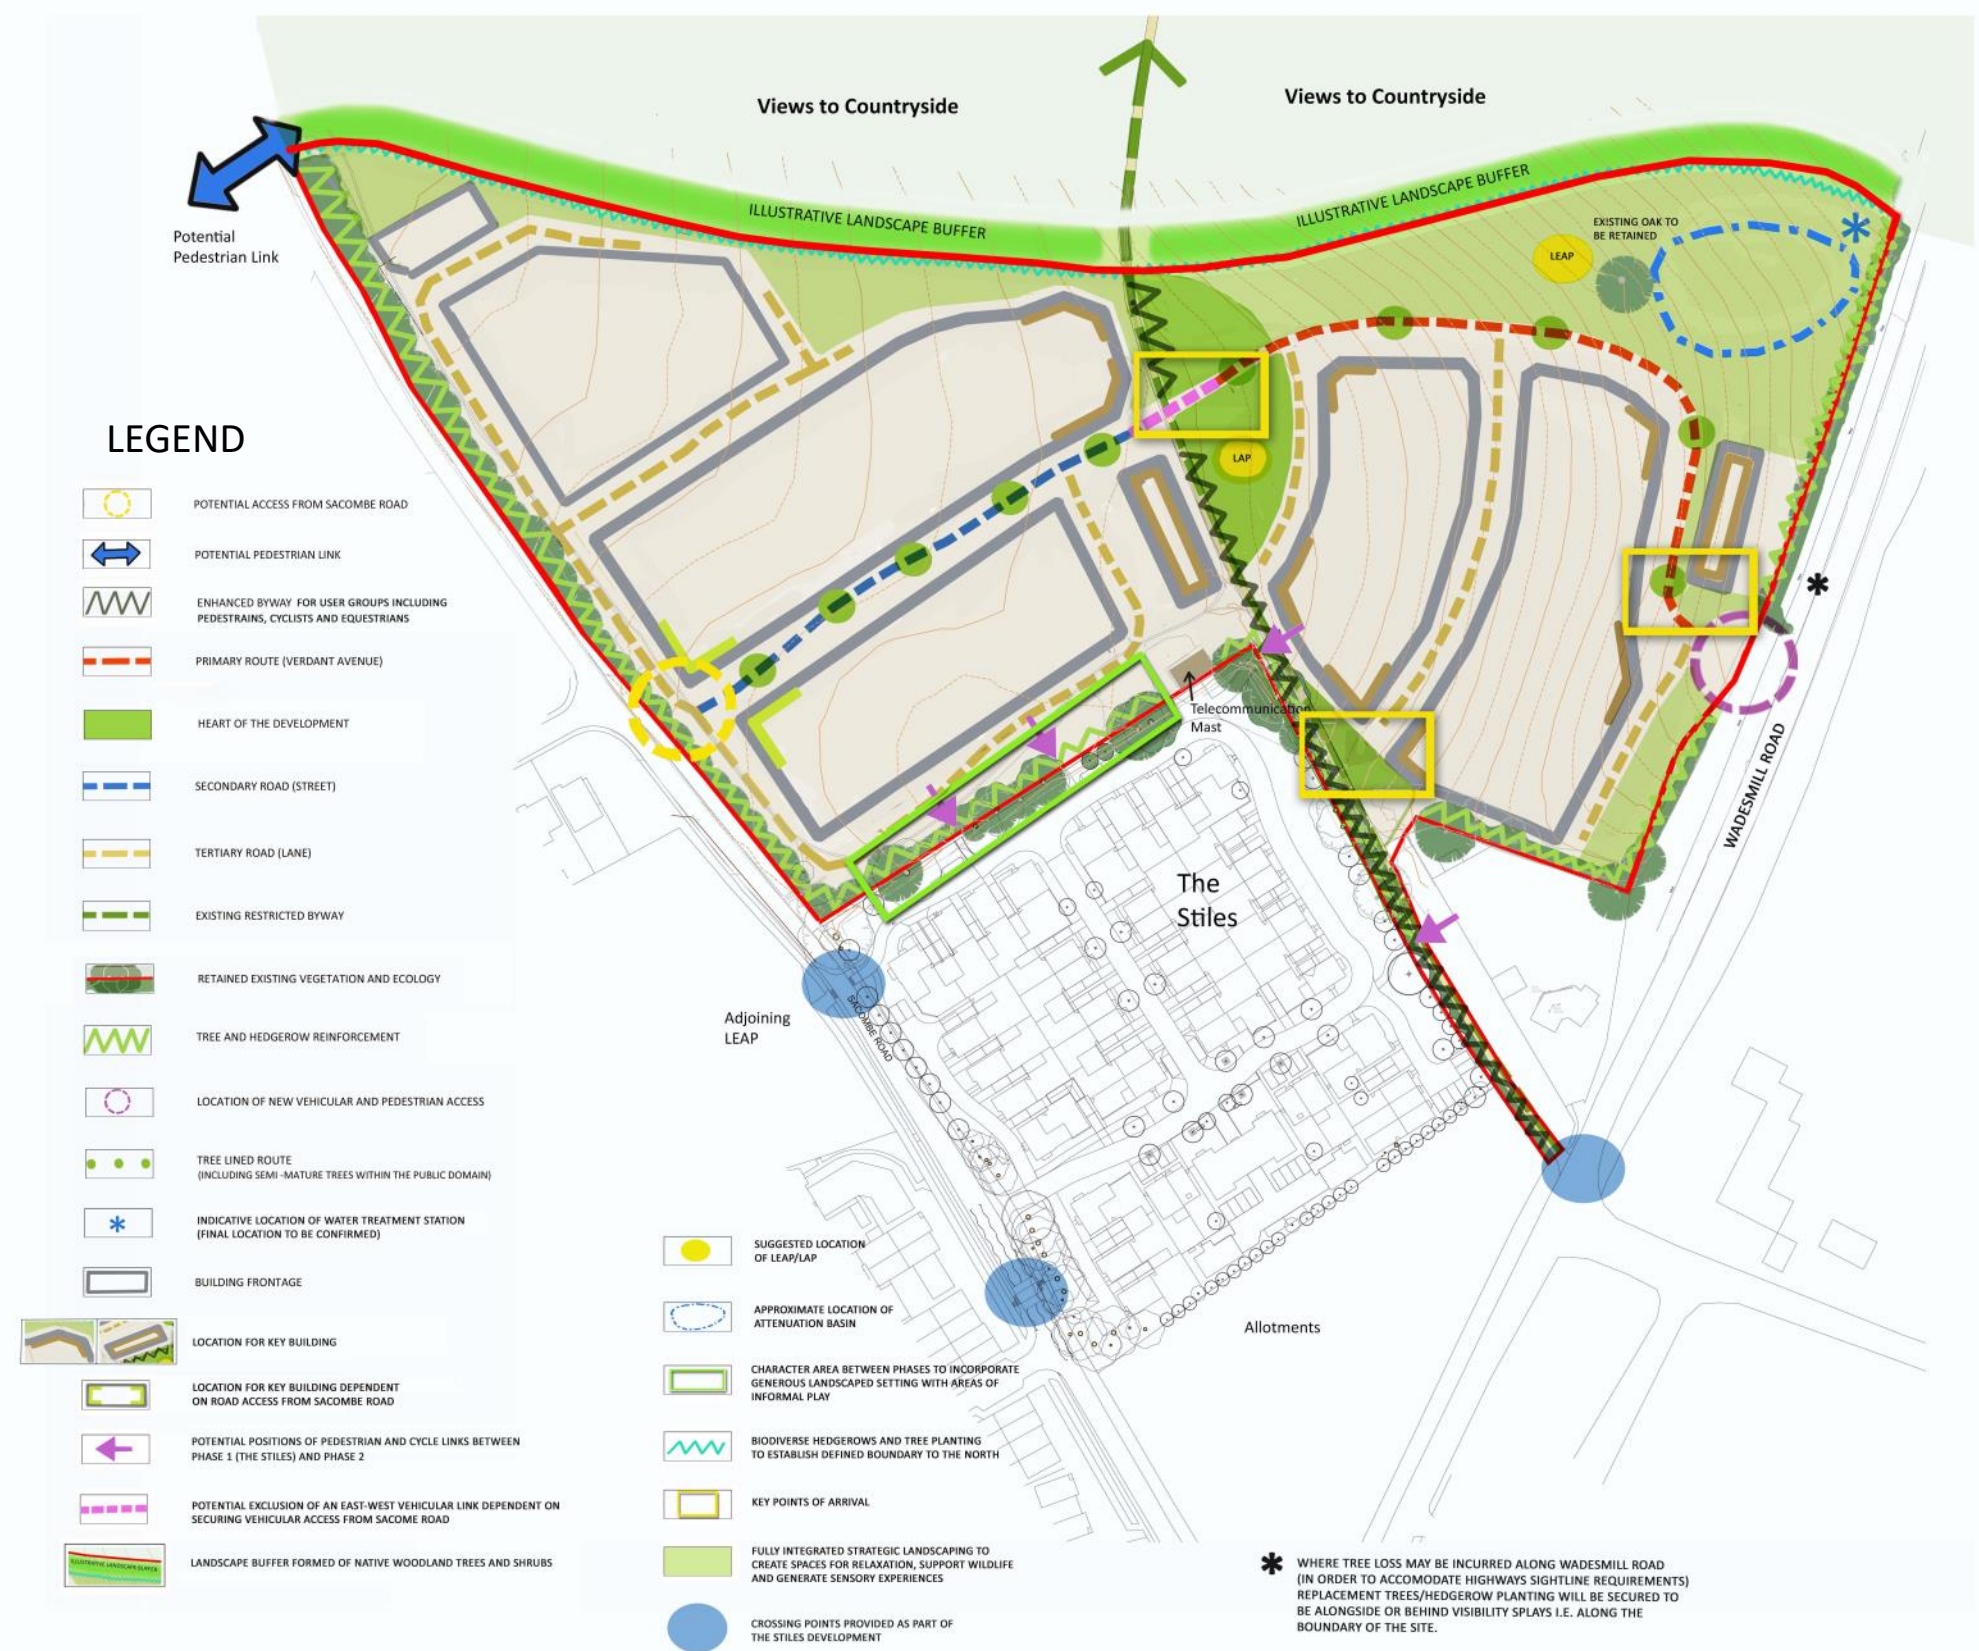 Views to Countryside
Views to Countryside
ILLUSTRATIVE LANDSCAPE BUFFER
ILLUSTRATIVE LANDSCAPE BUFFER
EXISTING OAK TO
BE RETAINED
LEAP
Potential
Pedestrian Link
LAP
Telecommunication
Mast
WADESMILL ROAD
The
Stiles
Adjoining
LEAP
SACOMBE ROAD
Allotments
LEGEND
POTENTIAL ACCESS FROM SACOMBE ROAD
POTENTIAL PEDESTRIAN LINK
ENHANCED BYWAY FOR USER GROUPS INCLUDING
PEDESTRAINS, CYCLISTS AND EQUESTRIANS
PRIMARY ROUTE (VERDANT AVENUE)
HEART OF THE DEVELOPMENT
SECONDARY ROAD (STREET)
TERTIARY ROAD (LANE)
EXISTING RESTRICTED BYWAY
RETAINED EXISTING VEGETATION AND ECOLOGY
TREE AND HEDGEROW REINFORCEMENT
LOCATION OF NEW VEHICULAR AND PEDESTRIAN ACCESS
TREE LINED ROUTE
(INCLUDING SEMI -MATURE TREES WITHIN THE PUBLIC DOMAIN)
INDICATIVE LOCATION OF WATER TREATMENT STATION
(FINAL LOCATION TO BE CONFIRMED)
BUILDING FRONTAGE
LOCATION FOR KEY BUILDING
LOCATION FOR KEY BUILDING DEPENDENT
ON ROAD ACCESS FROM SACOMBE ROAD
POTENTIAL POSITIONS OF PEDESTRIAN AND CYCLE LINKS BETWEEN
PHASE 1 (THE STILES) AND PHASE 2
POTENTIAL EXCLUSION OF AN EAST-WEST VEHICULAR LINK DEPENDENT ON
SECURING VEHICULAR ACCESS FROM SACOME ROAD
ILLUSTRATIVE LANDSCAPE BUFFER
LANDSCAPE BUFFER FORMED OF NATIVE WOODLAND TREES AND SHRUBS
SUGGESTED LOCATION
OF LEAP/LAP
APPROXIMATE LOCATION OF
ATTENUATION BASIN
CHARACTER AREA BETWEEN PHASES TO INCORPORATE
GENEROUS LANDSCAPED SETTING WITH AREAS OF
INFORMAL PLAY
BIODIVERSE HEDGEROWS AND TREE PLANTING
TO ESTABLISH DEFINED BOUNDARY TO THE NORTH
KEY POINTS OF ARRIVAL
FULLY INTEGRATED STRATEGIC LANDSCAPING TO
CREATE SPACES FOR RELAXATION, SUPPORT WILDLIFE
AND GENERATE SENSORY EXPERIENCES
CROSSING POINTS PROVIDED AS PART OF
THE STILES DEVELOPMENT
WHERE TREE LOSS MAY BE INCURRED ALONG WADESMILL ROAD
(IN ORDER TO ACCOMODATE HIGHWAYS SIGHTLINE REQUIREMENTS)
REPLACEMENT TREES/HEDGEROW PLANTING WILL BE SECURED TO
BE ALONGSIDE OR BEHIND VISIBILITY SPLAYS I.E. ALONG THE
BOUNDARY OF THE SITE.